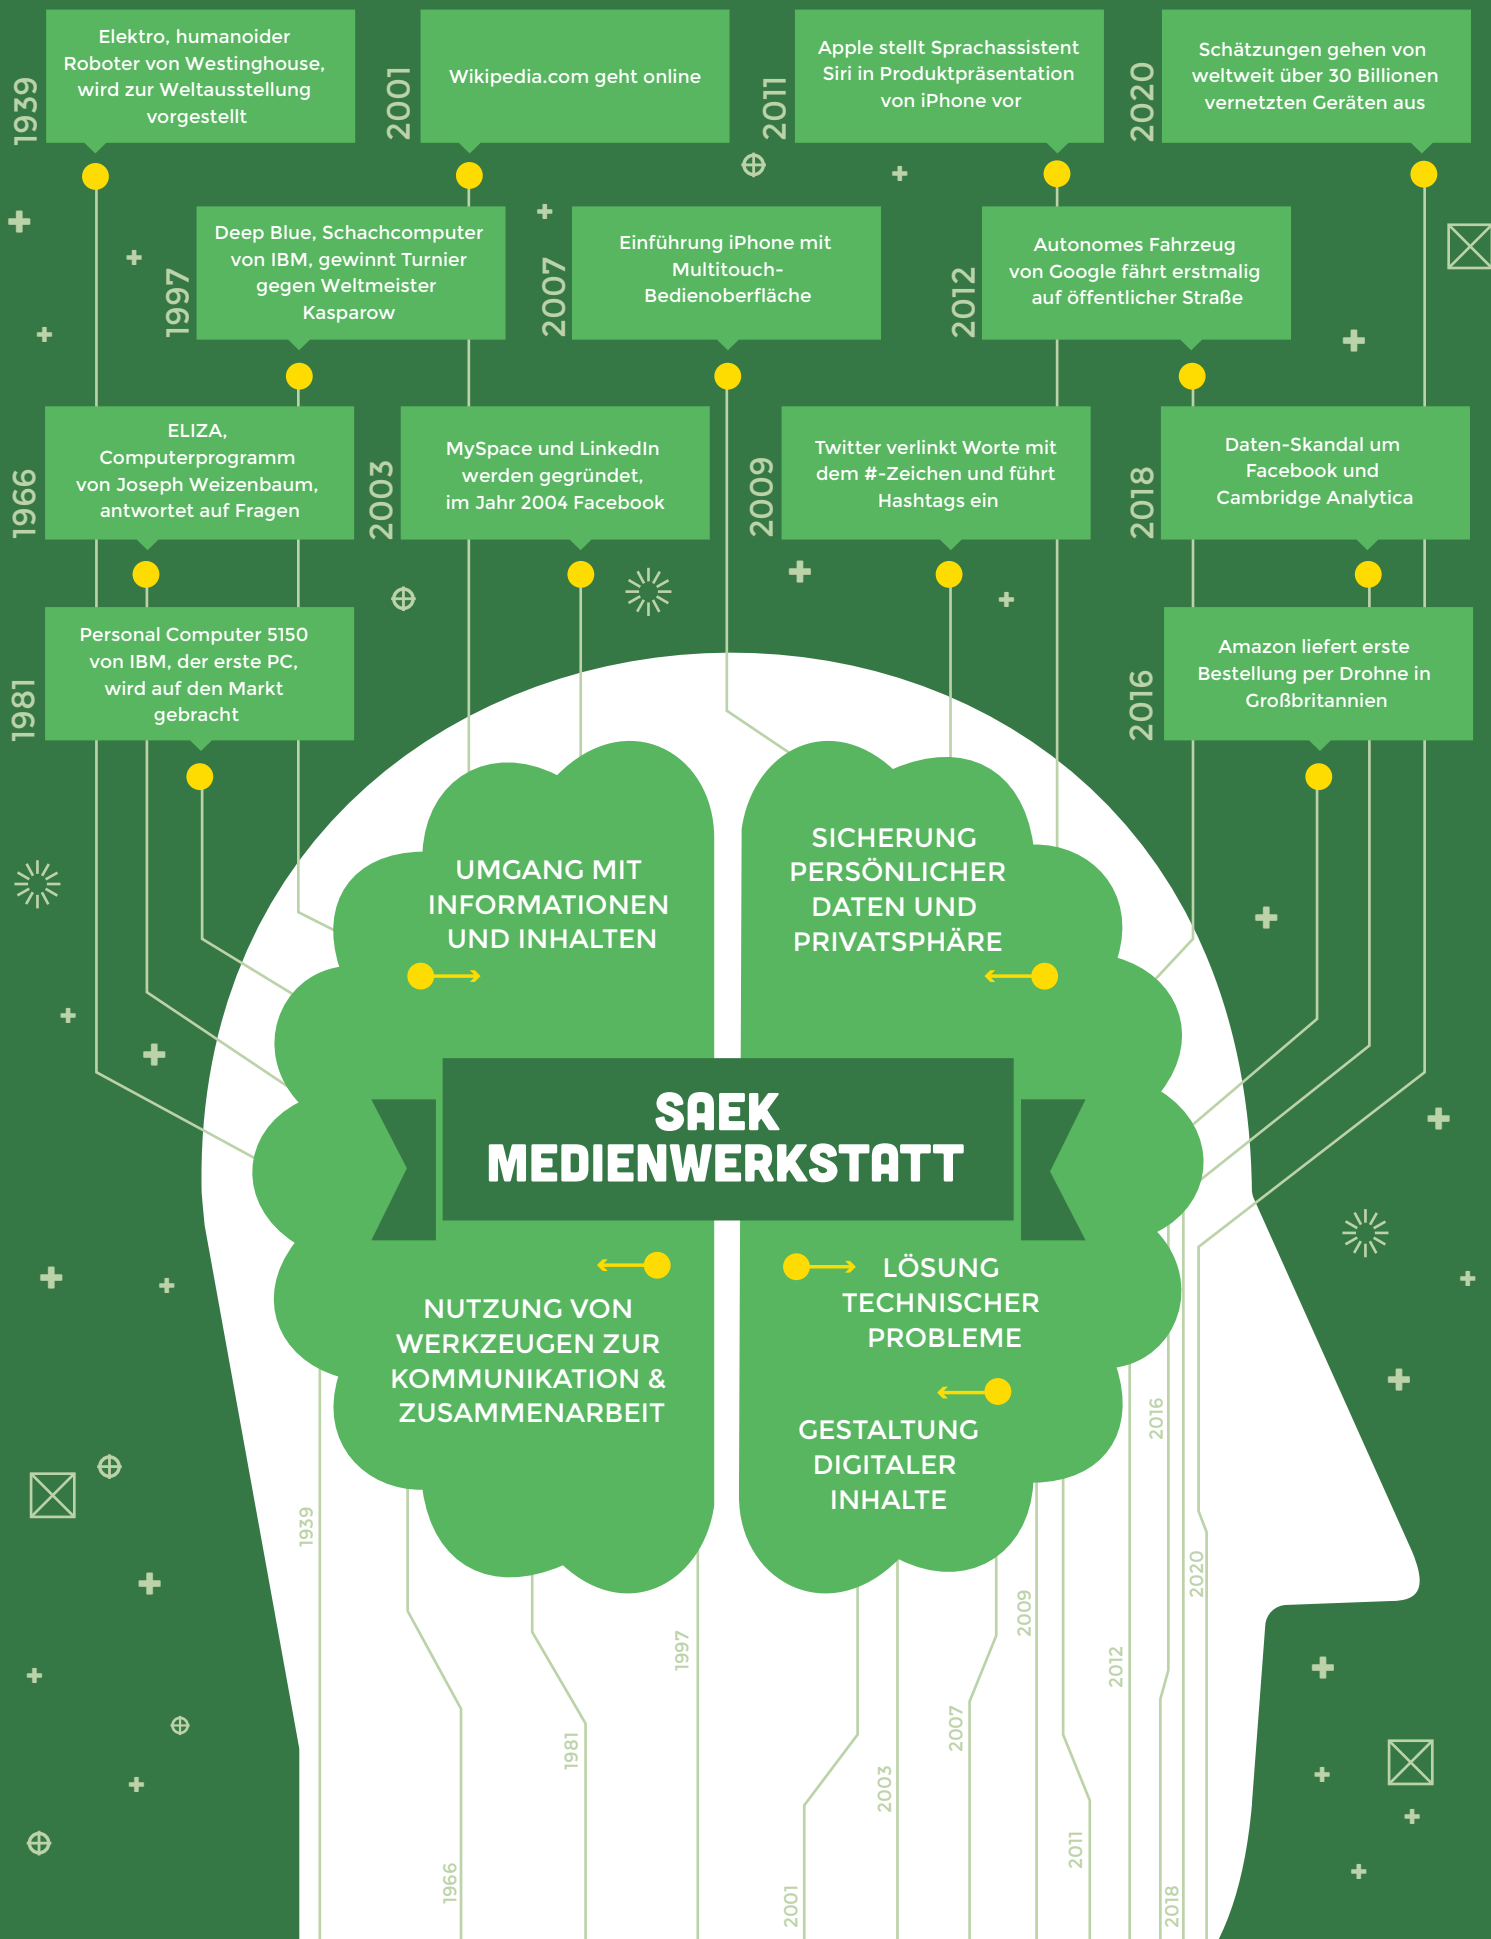 1939
Elektro, humanoider
Roboter von Westinghouse,
wird zur Weltausstellung
vorgestellt
2001
Wikipedia.com geht online
2011
Apple stellt Sprachassistent
Siri in Produktpräsentation
von iPhone vor
2020
Schätzungen gehen von
weltweit über 30 Billionen
vernetzten Geräten aus
1997
Deep Blue, Schachcomputer
von IBM, gewinnt Turnier
gegen Weltmeister
Kasparow
2007
Einführung iPhone mit
Multitouch-
Bedienoberfläche
2012
Autonomes Fahrzeug
von Google fährt erstmalig
auf öffentlicher Straße
1966
ELIZA,
Computerprogramm
von Joseph Weizenbaum,
antwortet auf Fragen
2003
MySpace und LinkedIn
werden gegründet,
im Jahr 2004 Facebook
2009
Twitter verlinkt Worte mit
dem #-Zeichen und führt
Hashtags ein
2018
Daten-Skandal um
Facebook und
Cambridge Analytica
1981
Personal Computer 5150
von IBM, der erste PC,
wird auf den Markt
gebracht
2016
Amazon liefert erste
Bestellung per Drohne in
Großbritannien
UMGANG MIT
INFORMATIONEN
UND INHALTEN
SICHERUNG
PERSÖNLICHER
DATEN UND
PRIVATSPHÄRE
SAEK
MEDIENWERKSTATT
NUTZUNG VON
WERKZEUGEN ZUR
KOMMUNIKATION &
ZUSAMMENARBEIT
LÖSUNG
TECHNISCHER
PROBLEME
GESTALTUNG
DIGITALER
INHALTE
1939
1966
1981
1997
2001
2003
2007
2009
2011
2012
2016
2018
2020